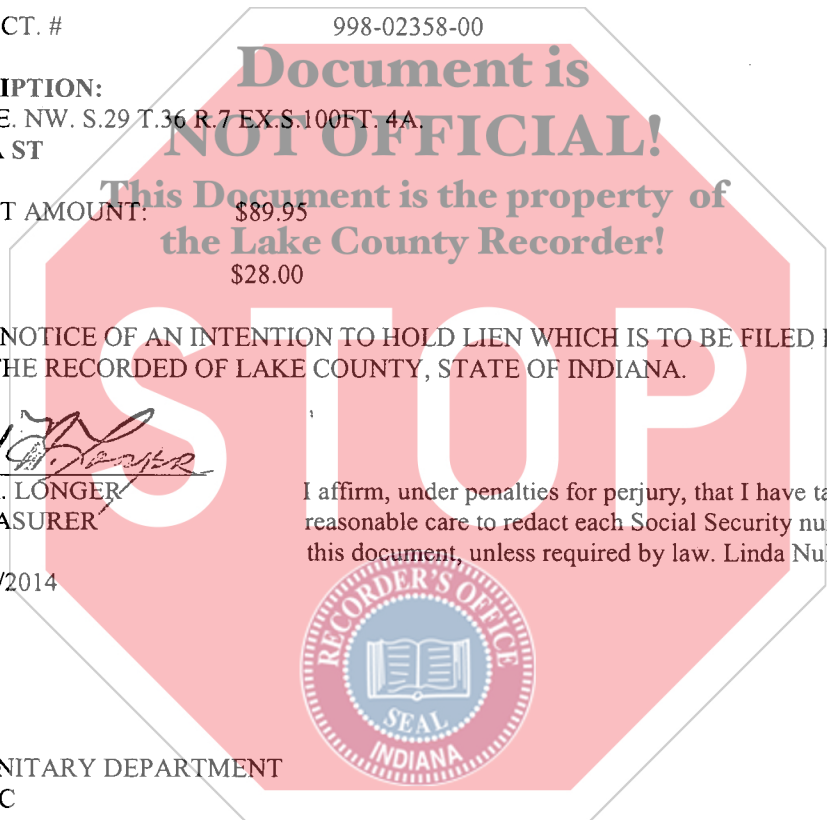 CT. # 998-02358-00
Document is
IPTION:
E. NW. S.29 T.36 R.7 EX.S.100FT. 4A.
NOT OFFICIAL!
A ST
This Document is the property of
T AMOUNT: $89.95
the Lake County Recorder!
$28.00
NOTICE OF AN INTENTION TO HOLD LIEN WHICH IS TO BE FILED
THE RECORDED OF LAKE COUNTY, STATE OF INDIANA.
STOP
. LONGER
ASURER
I affirm, under penalties for perjury, that I have ta
reasonable care to redact each Social Security nu
this document, unless required by law. Linda Nu
/2014
RECORDER'S OFFICE
SEAL
INDIANA
NITARY DEPARTMENT
C